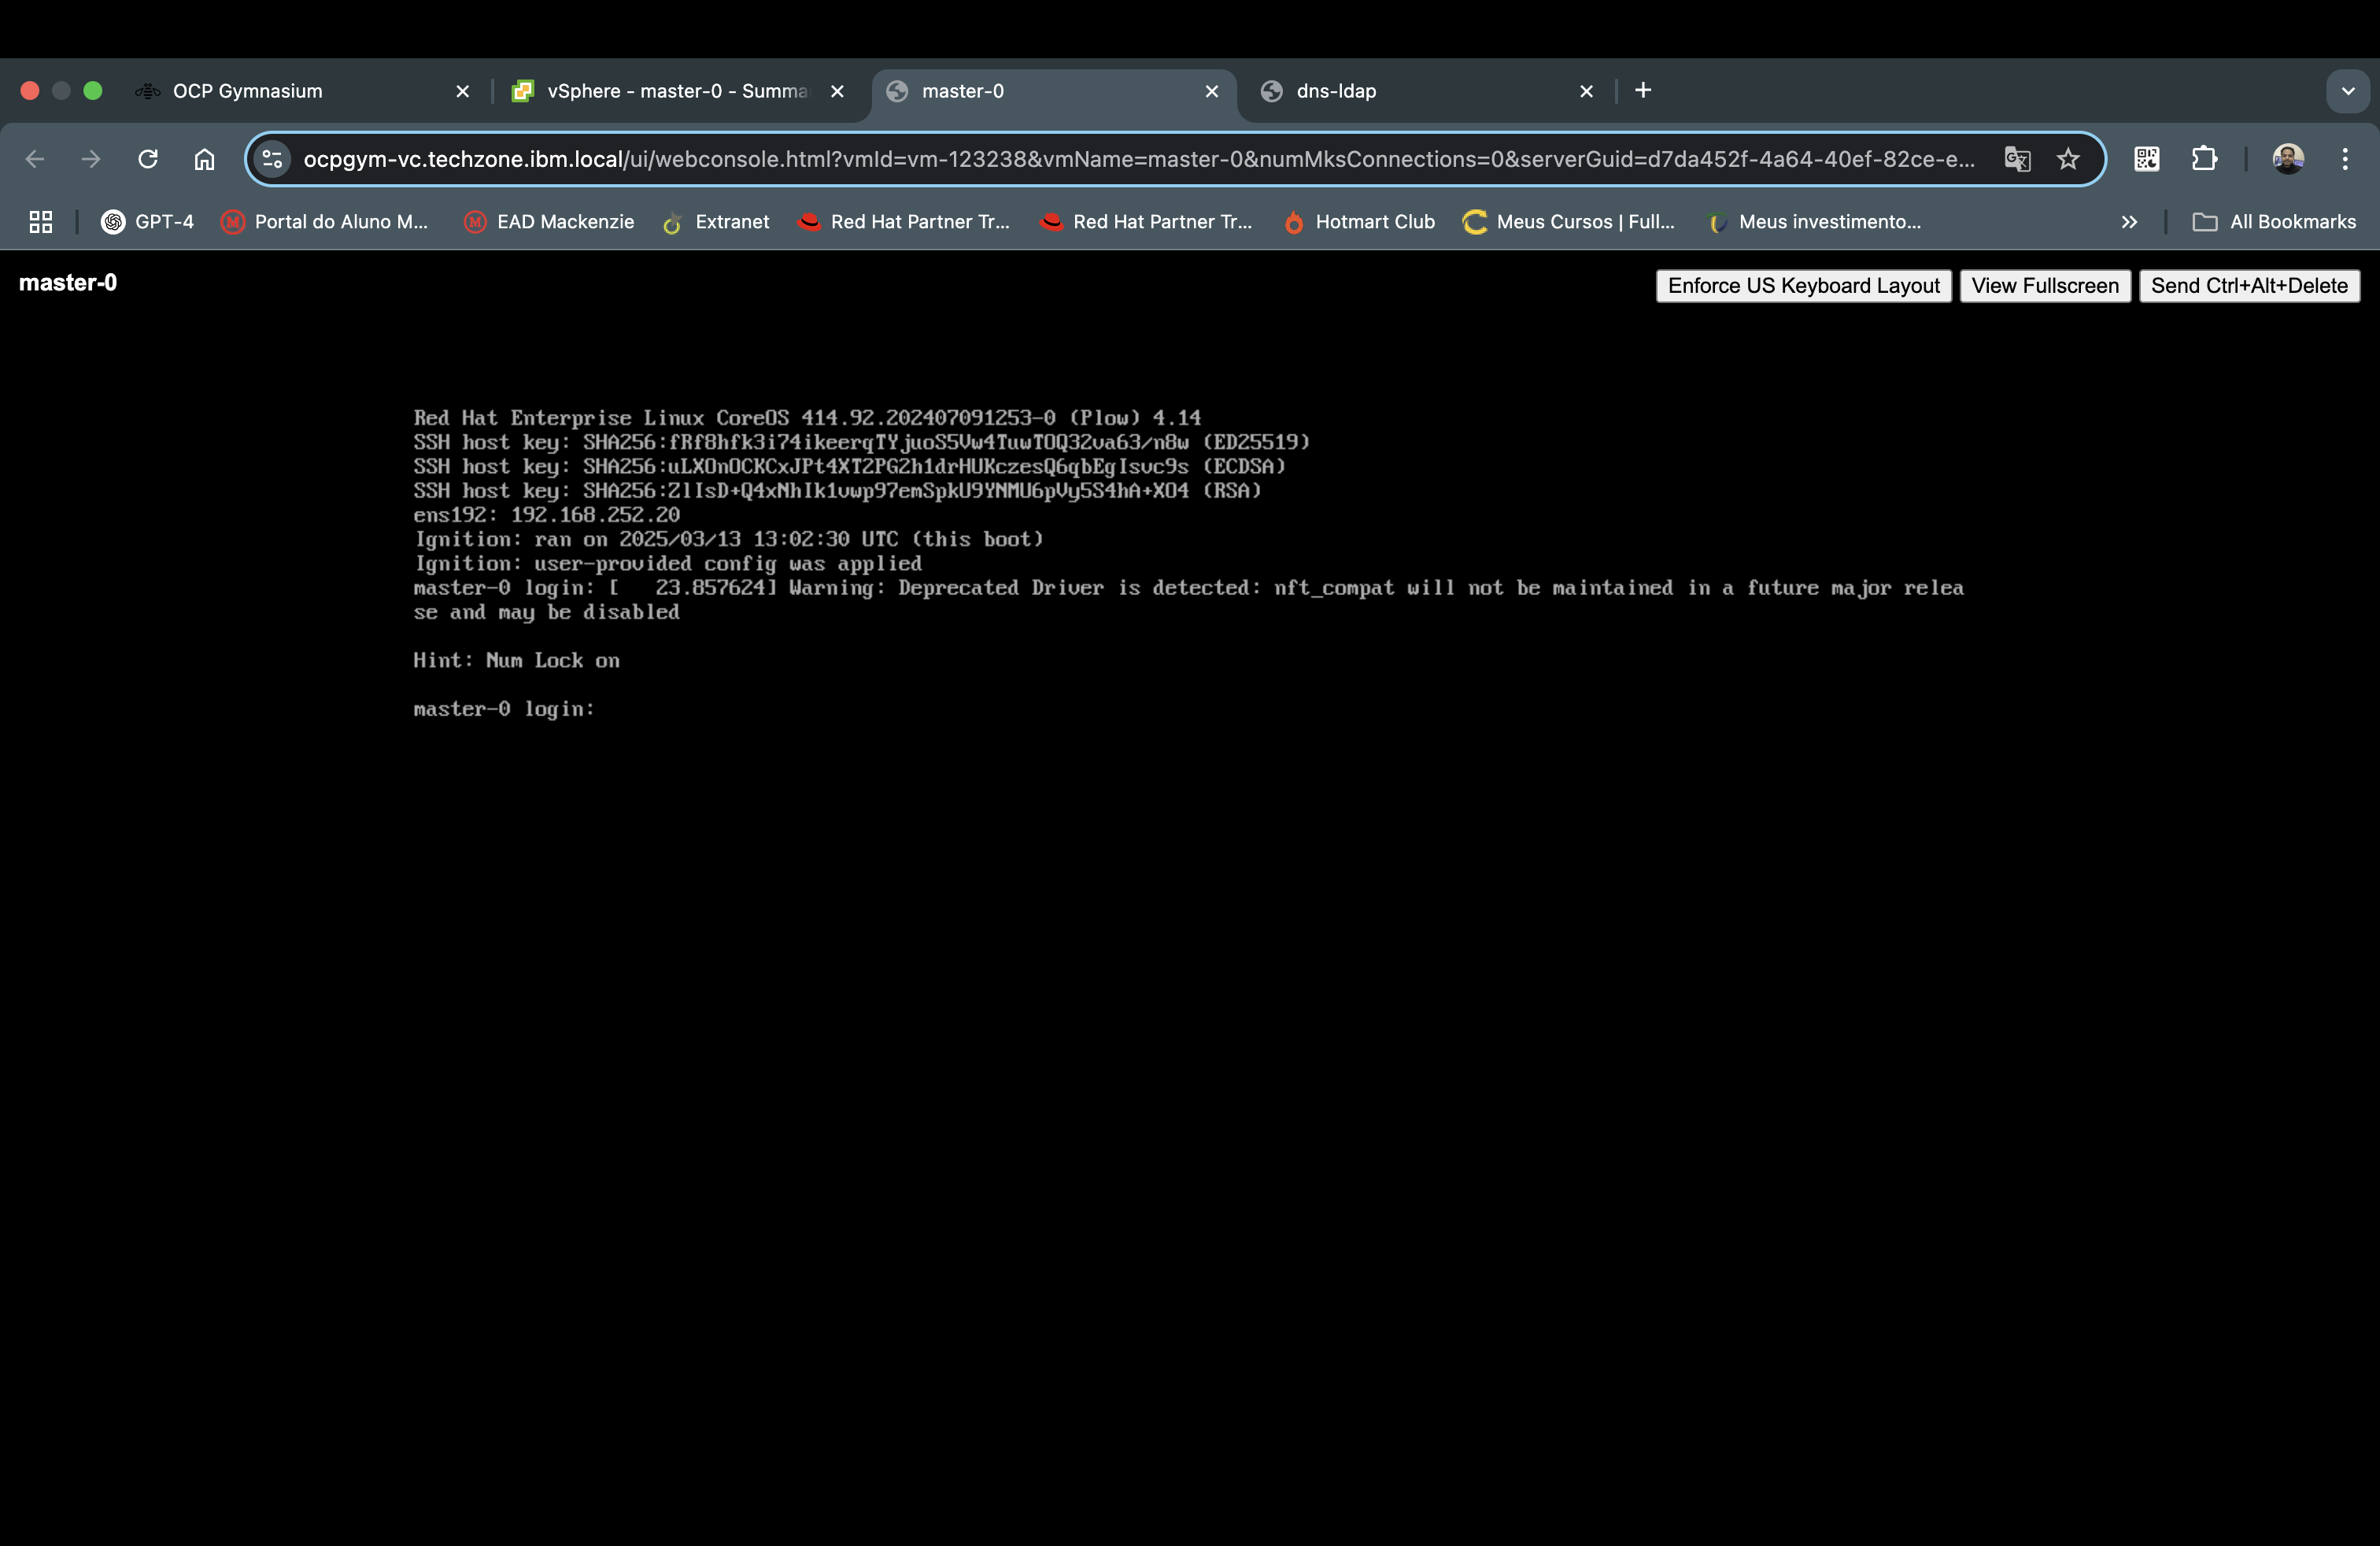 OCP Gymnasium
vSphere - master-0 - Summa
master-0
dns-ldap
ocpgym-vc.techzone.ibm.local/ui/webconsole.html?vmId=vm-123238&vmName=master-0&numMksConnections=0&serverGuid=d7da452f-4a64-40ef-82ce-e...
GPT-4
Portal do Aluno M...
EAD Mackenzie
Extranet
Red Hat Partner Tr...
Red Hat Partner Tr...
Hotmart Club
Meus Cursos | Full...
Meus investimento...
All Bookmarks
master-0
Enforce US Keyboard Layout
View Fullscreen
Send Ctrl+Alt+Delete
Red Hat Enterprise Linux CoreOS 414.92.202407091253-0 (Plow) 4.14
SSH host key: SHA256:fRf8hfk3i74ikeerqTYjuoS5Vw4TuwTOQ32va63/n8w (ED25519)
SSH host key: SHA256:uLXOnOCKCxJPt4XT2PG2h1drHUKczesQ6qbEgIsvc9s (ECDSA)
SSH host key: SHA256:ZlIsD+Q4xNhIk1vwp97emSpkU9YNMU6pVy5S4hA+XO4 (RSA)
ens192: 192.168.252.20
Ignition: ran on 2025/03/13 13:02:30 UTC (this boot)
Ignition: user-provided config was applied
master-0 login: [   23.857624] Warning: Deprecated Driver is detected: nft_compat will not be maintained in a future major relea
se and may be disabled
Hint: Num Lock on
master-0 login: